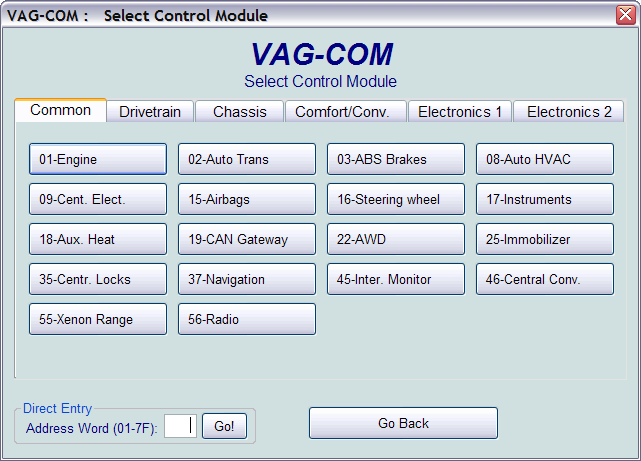 VAG-COM :   Select Control Module
VAG-COM
Select Control Module
Common Drivetrain Chassis Comfort/Conv. Electronics 1 Electronics 2
01-Engine 02-Auto Trans 03-ABS Brakes 08-Auto HVAC
09-Cent. Elect. 15-Airbags 16-Steering wheel 17-Instruments
18-Aux. Heat 19-CAN Gateway 22-AWD 25-Immobilizer
35-Centr. Locks 37-Navigation 45-Inter. Monitor 46-Central Conv.
55-Xenon Range 56-Radio
Direct Entry
Address Word (01-7F): Go! Go Back